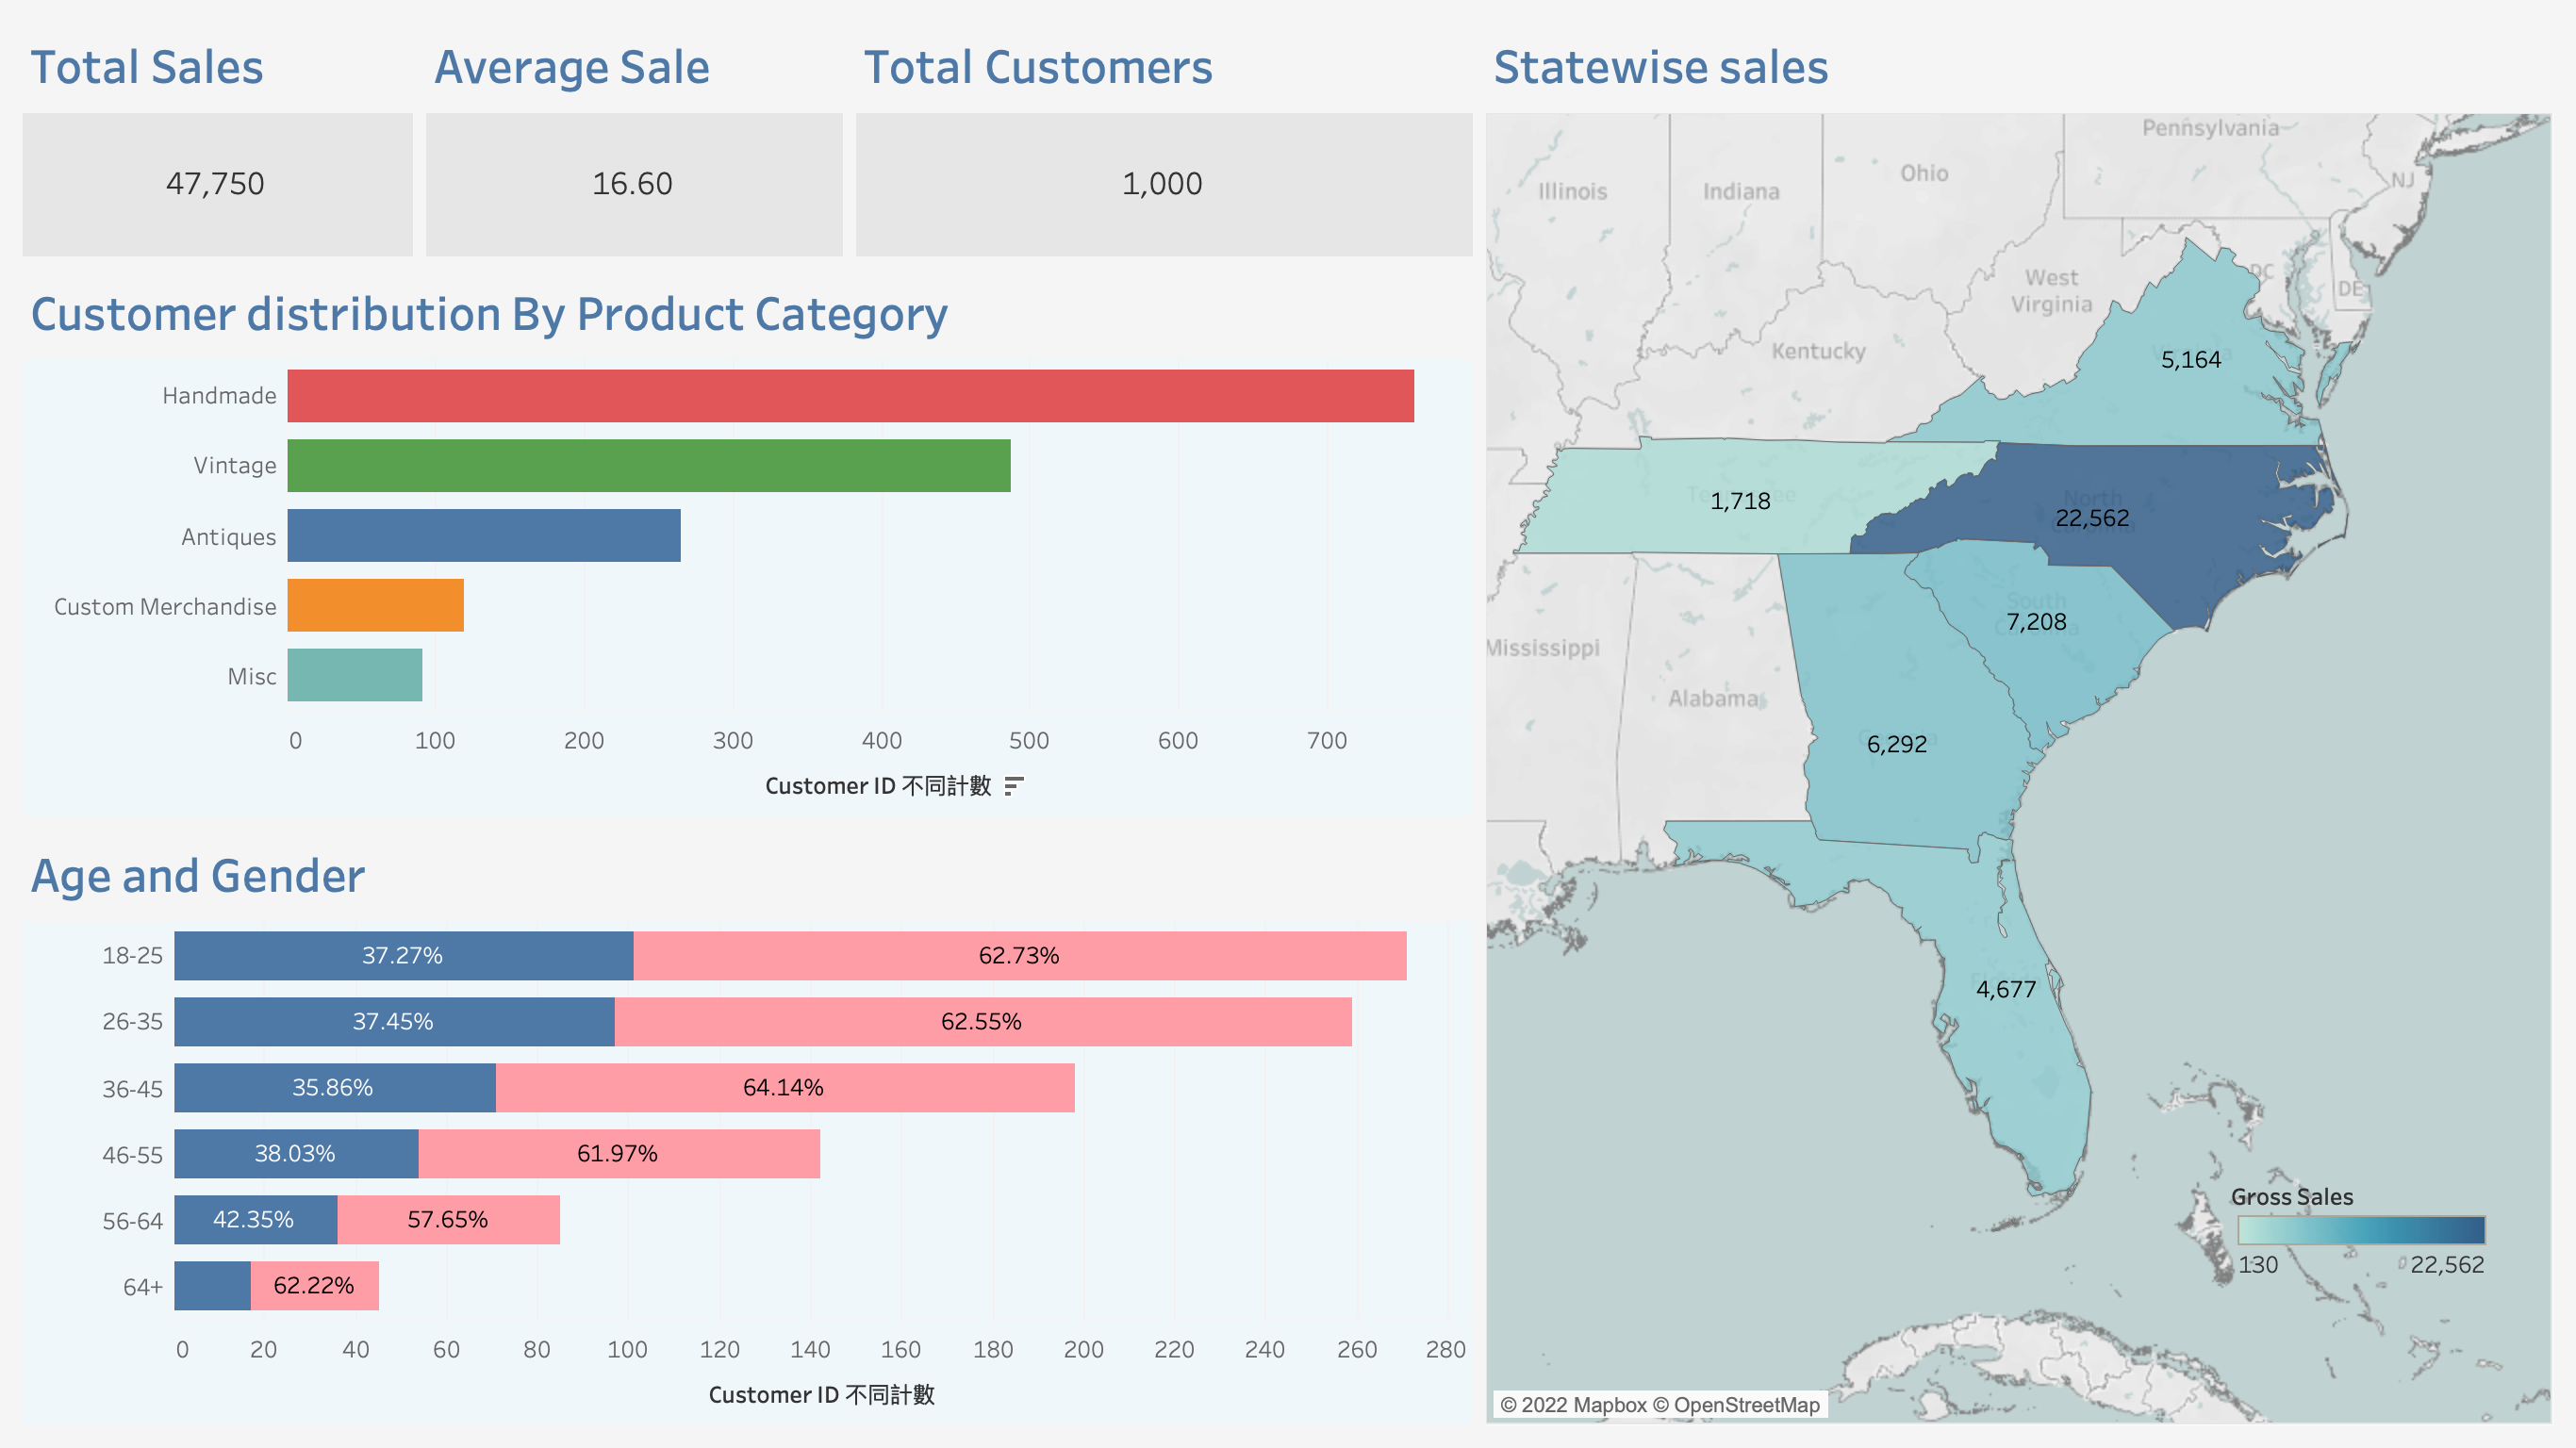 Total Sales
Average Sale
Total Customers
Statewise sales
47,750
16.60
1,000
Customer distribution By Product Category
Handmade
Vintage
Antiques
Custom Merchandise
Misc
0 100 200 300 400 500 600 700
Customer ID 不同計數
Age and Gender
18-25 37.27% 62.73%
26-35 37.45% 62.55%
36-45 35.86% 64.14%
46-55 38.03% 61.97%
56-64 42.35% 57.65%
64+ 62.22%
0 20 40 60 80 100 120 140 160 180 200 220 240 260 280
Customer ID 不同計數
Pennsylvania
Ohio
NJ
Illinois
Indiana
DC
West
Virginia
DE
Kentucky
5,164
1,718
North
22,562
South
7,208
Mississippi
Alabama
6,292
4,677
Gross Sales
130 22,562
© 2022 Mapbox © OpenStreetMap